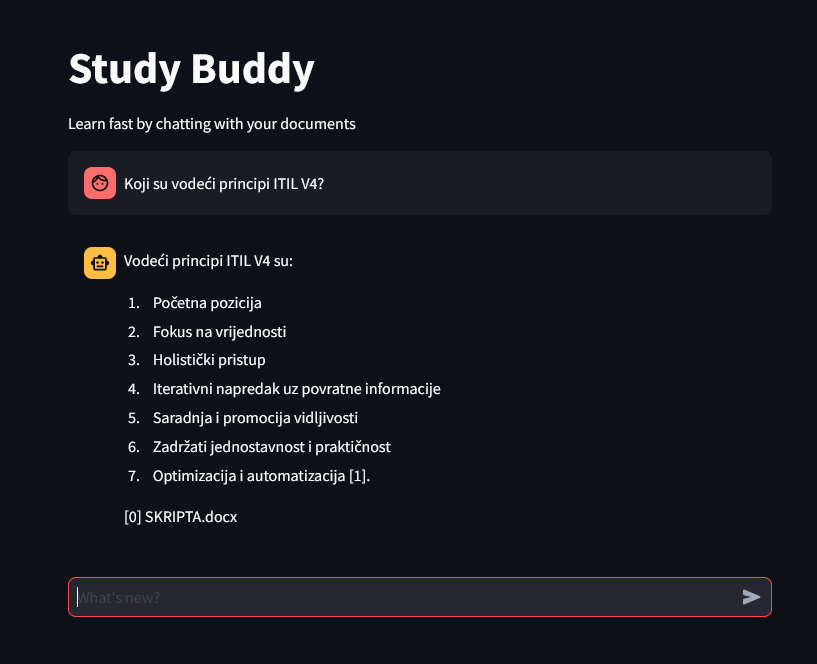 Study Buddy
Learn fast by chatting with your documents
Koji su vodeći principi ITIL V4?
Vodeći principi ITIL V4 su:
1. Početna pozicija
2. Fokus na vrijednosti
3. Holistički pristup
4. Iterativni napredak uz povratne informacije
5. Saradnja i promocija vidljivosti
6. Zadržati jednostavnost i praktičnost
7. Optimizacija i automatizacija [1].
[0] SKRIPTA.docx
What's new?